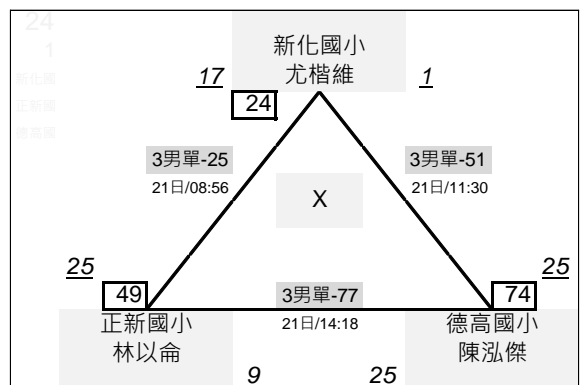 24
1
新化國
正新國
德高國
新化國小
尤楷維
17
1
24
3男單-25
21日/08:56
3男單-51
21日/11:30
X
25
25
49
3男單-77
74
21日/14:18
正新國小
林以侖
德高國小
陳泓傑
9
25